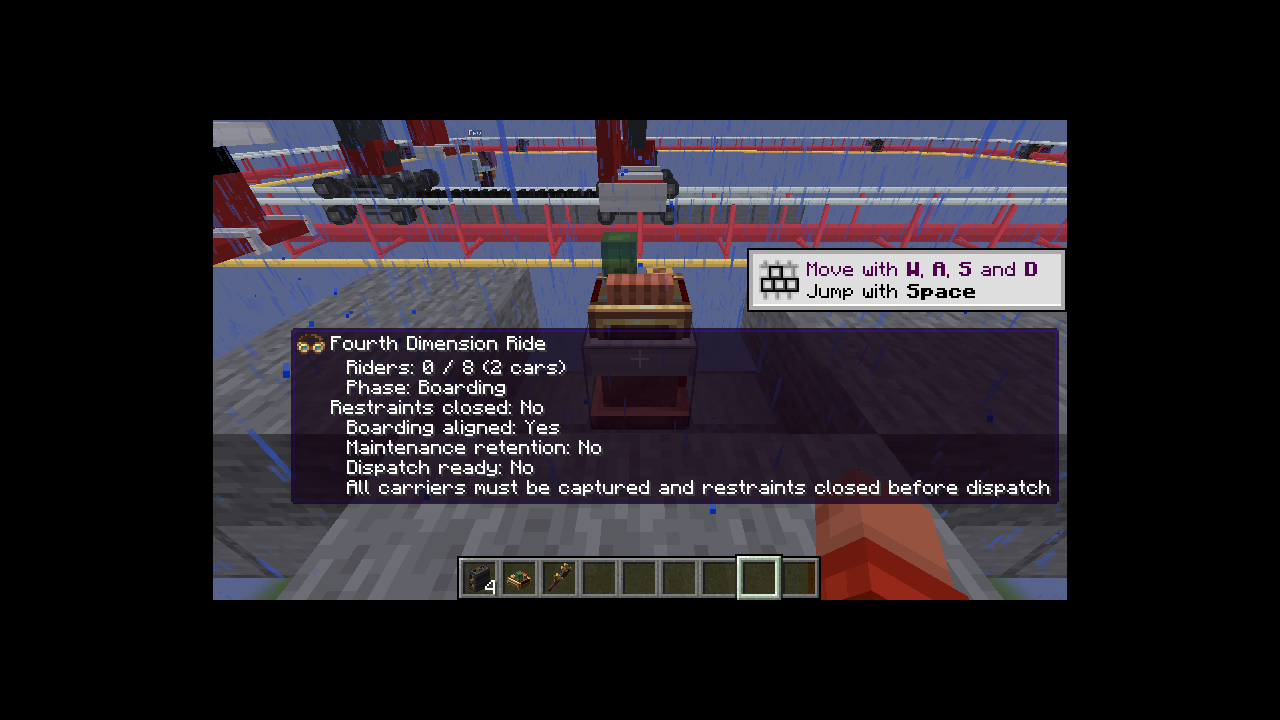 Dev
Move with W, A, S and D
Jump with Space
Fourth Dimension Ride
Riders: 0 / 8 (2 cars)
Phase: Boarding
Restraints closed: No
Boarding aligned: Yes
Maintenance retention: No
Dispatch ready: No
All carriers must be captured and restraints closed before dispatch
4